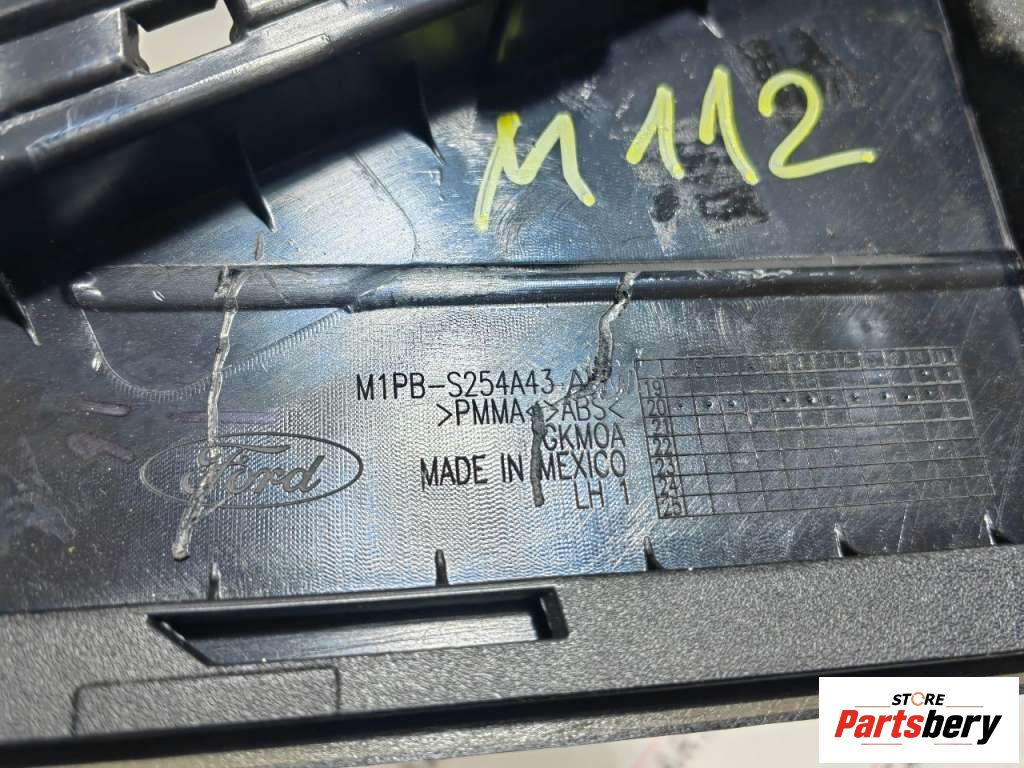 M 112
M1PB-S254A43
>PMMA< >ABS<
GKMOA
MADE IN MEXICO
LH 1
Ford
19
20
21
22
23
24
25
STORE
Partsbery